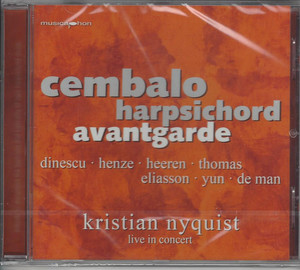 musicaphon
cembalo
harpsichord
avantgarde
dinescu · henze · heeren · thomas
eliasson · yun · de man
kristian nyquist
live in concert